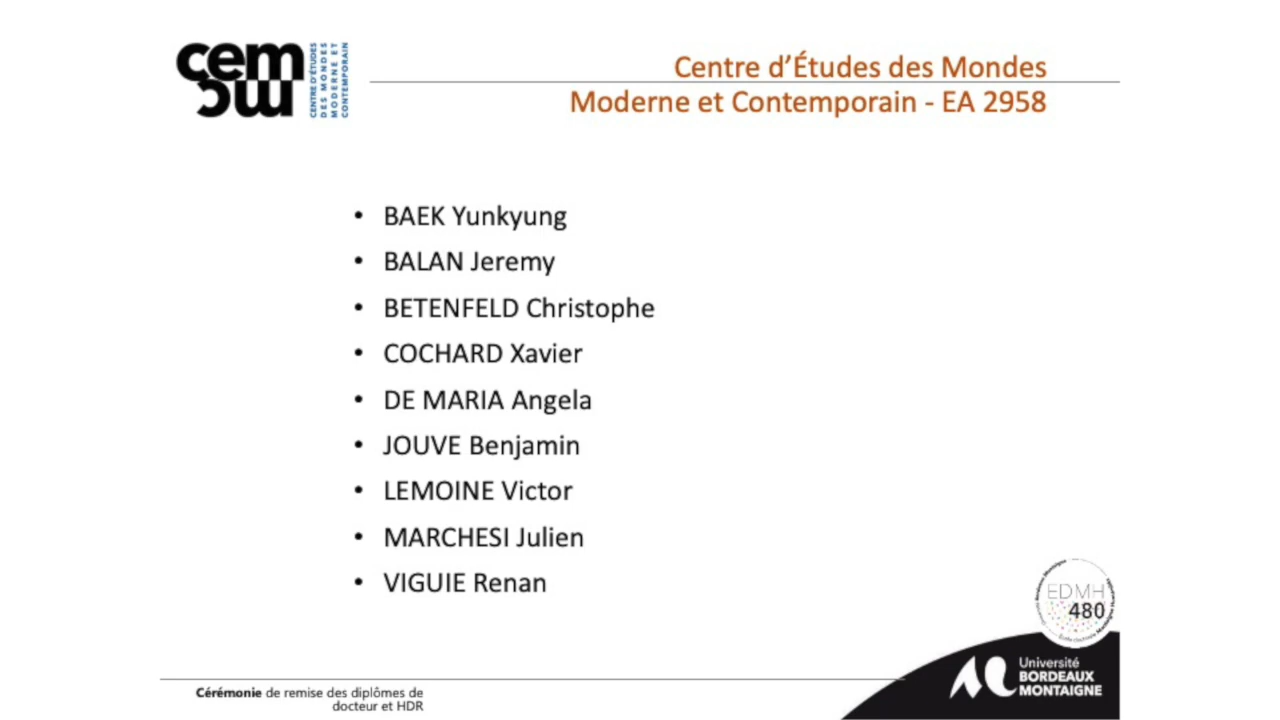 cem
mc
CENTRE D'ÉTUDES
DES MONDES
MODERNE ET
CONTEMPORAIN
Centre d'Études des Mondes
Moderne et Contemporain - EA 2958
• BAEK Yunkyung
• BALAN Jeremy
• BETENFELD Christophe
• COCHARD Xavier
• DE MARIA Angela
• JOUVE Benjamin
• LEMOINE Victor
• MARCHESI Julien
• VIGUIE Renan
EDMH
480
Université
BORDEAUX
MONTAIGNE
Cérémonie de remise des diplômes de
docteur et HDR